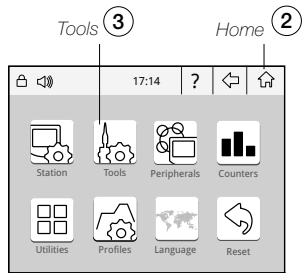 Tools 3
Home 2
17:14 ?
Station Tools Peripherals Counters
Utilities Profiles Language Reset